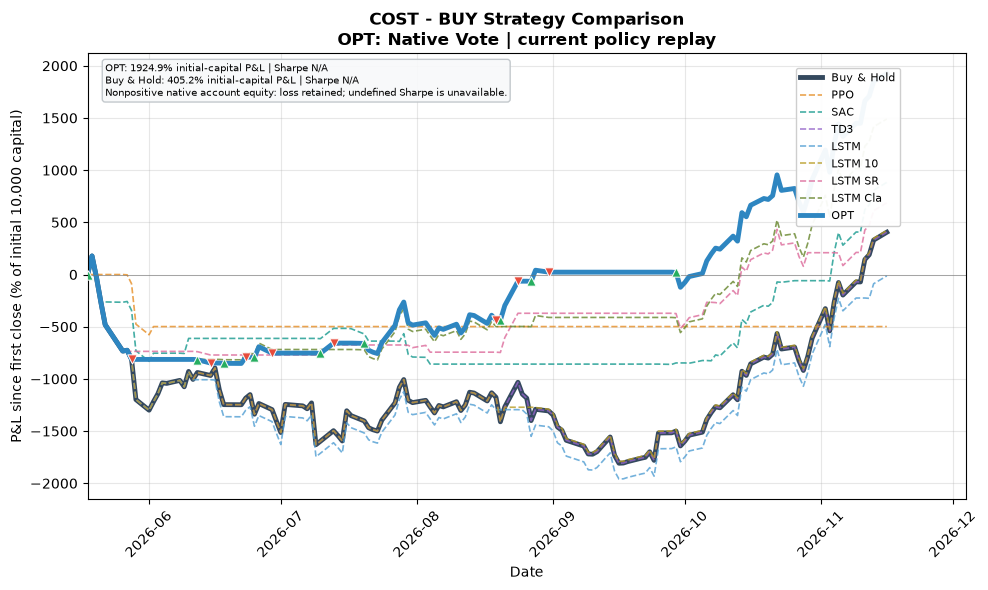 COST - BUY Strategy Comparison
OPT: Native Vote | current policy replay
OPT: 1924.9% initial-capital P&L | Sharpe N/A
Buy & Hold: 405.2% initial-capital P&L | Sharpe N/A
Nonpositive native account equity: loss retained; undefined Sharpe is unavailable.
Buy & Hold
PPO
SAC
TD3
LSTM
LSTM 10
LSTM SR
LSTM Cla
OPT
P&L since first close (% of initial 10,000 capital)
2000
1500
1000
500
0
−500
−1000
−1500
−2000
2026-06
2026-07
2026-08
2026-09
2026-10
2026-11
2026-12
Date